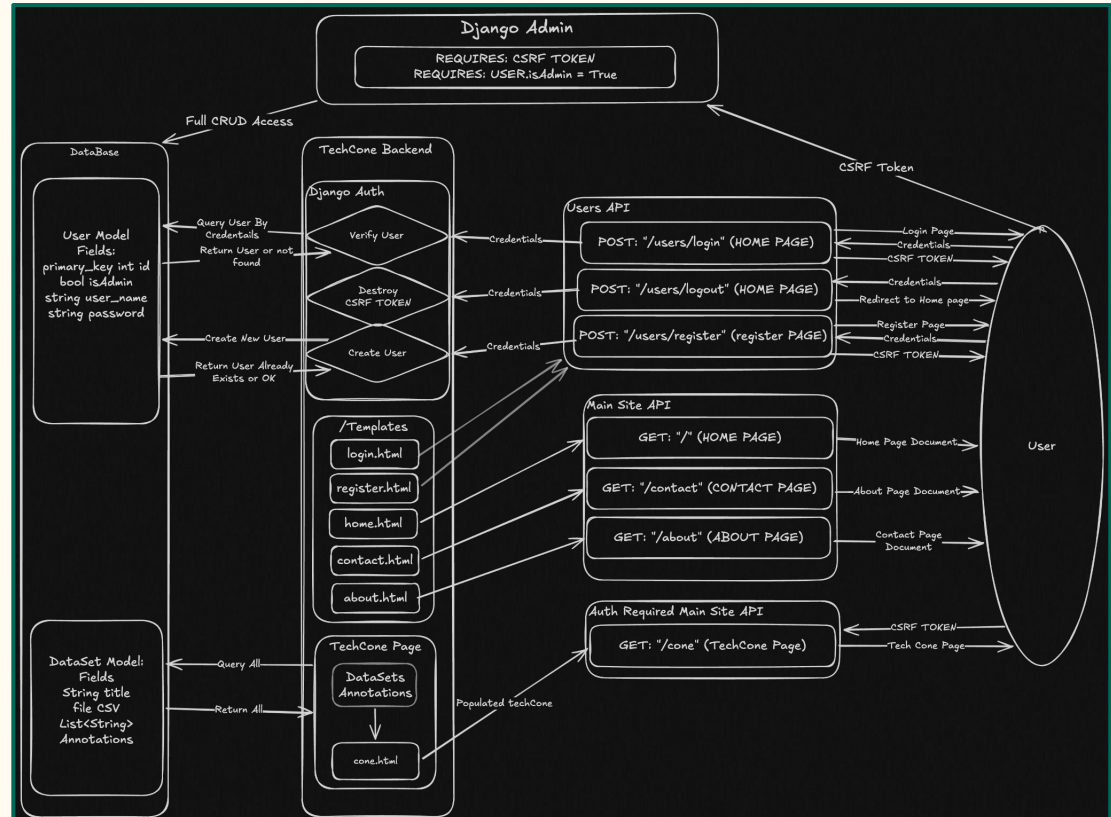 Django Admin
REQUIRES: CSRF TOKEN
REQUIRES: USER.isAdmin = True
Full CRUD Access
CSRF Token
DataBase
User Model
Fields:
primary_key int id
bool isAdmin
string user_name
string password
DataSet Model:
Fields
String title
file CSV
List<String>
Annotations
Query User By
Credentails
Return User or not
found
Create New User
Return User Already
Exists or OK
Query All
Return All
TechCone Backend
Django Auth
Verify User
Destroy
CSRF TOKEN
Create User
/Templates
login.html
register.html
home.html
contact.html
about.html
TechCone Page
DataSets
Annotations
cone.html
Credentials
Credentials
Credentials
Populated techCone
Users API
POST: "/users/login" (HOME PAGE)
POST: "/users/logout" (HOME PAGE)
POST: "/users/register" (register PAGE)
Main Site API
GET: "/" (HOME PAGE)
GET: "/contact" (CONTACT PAGE)
GET: "/about" (ABOUT PAGE)
Auth Required Main Site API
GET: "/cone" (TechCone Page)
Login Page
Credentials
CSRF TOKEN
Credentials
Redirect to Home page
Register Page
Credentials
CSRF TOKEN
Home Page Document
About Page Document
Contact Page
Document
CSRF TOKEN
Tech Cone Page
User